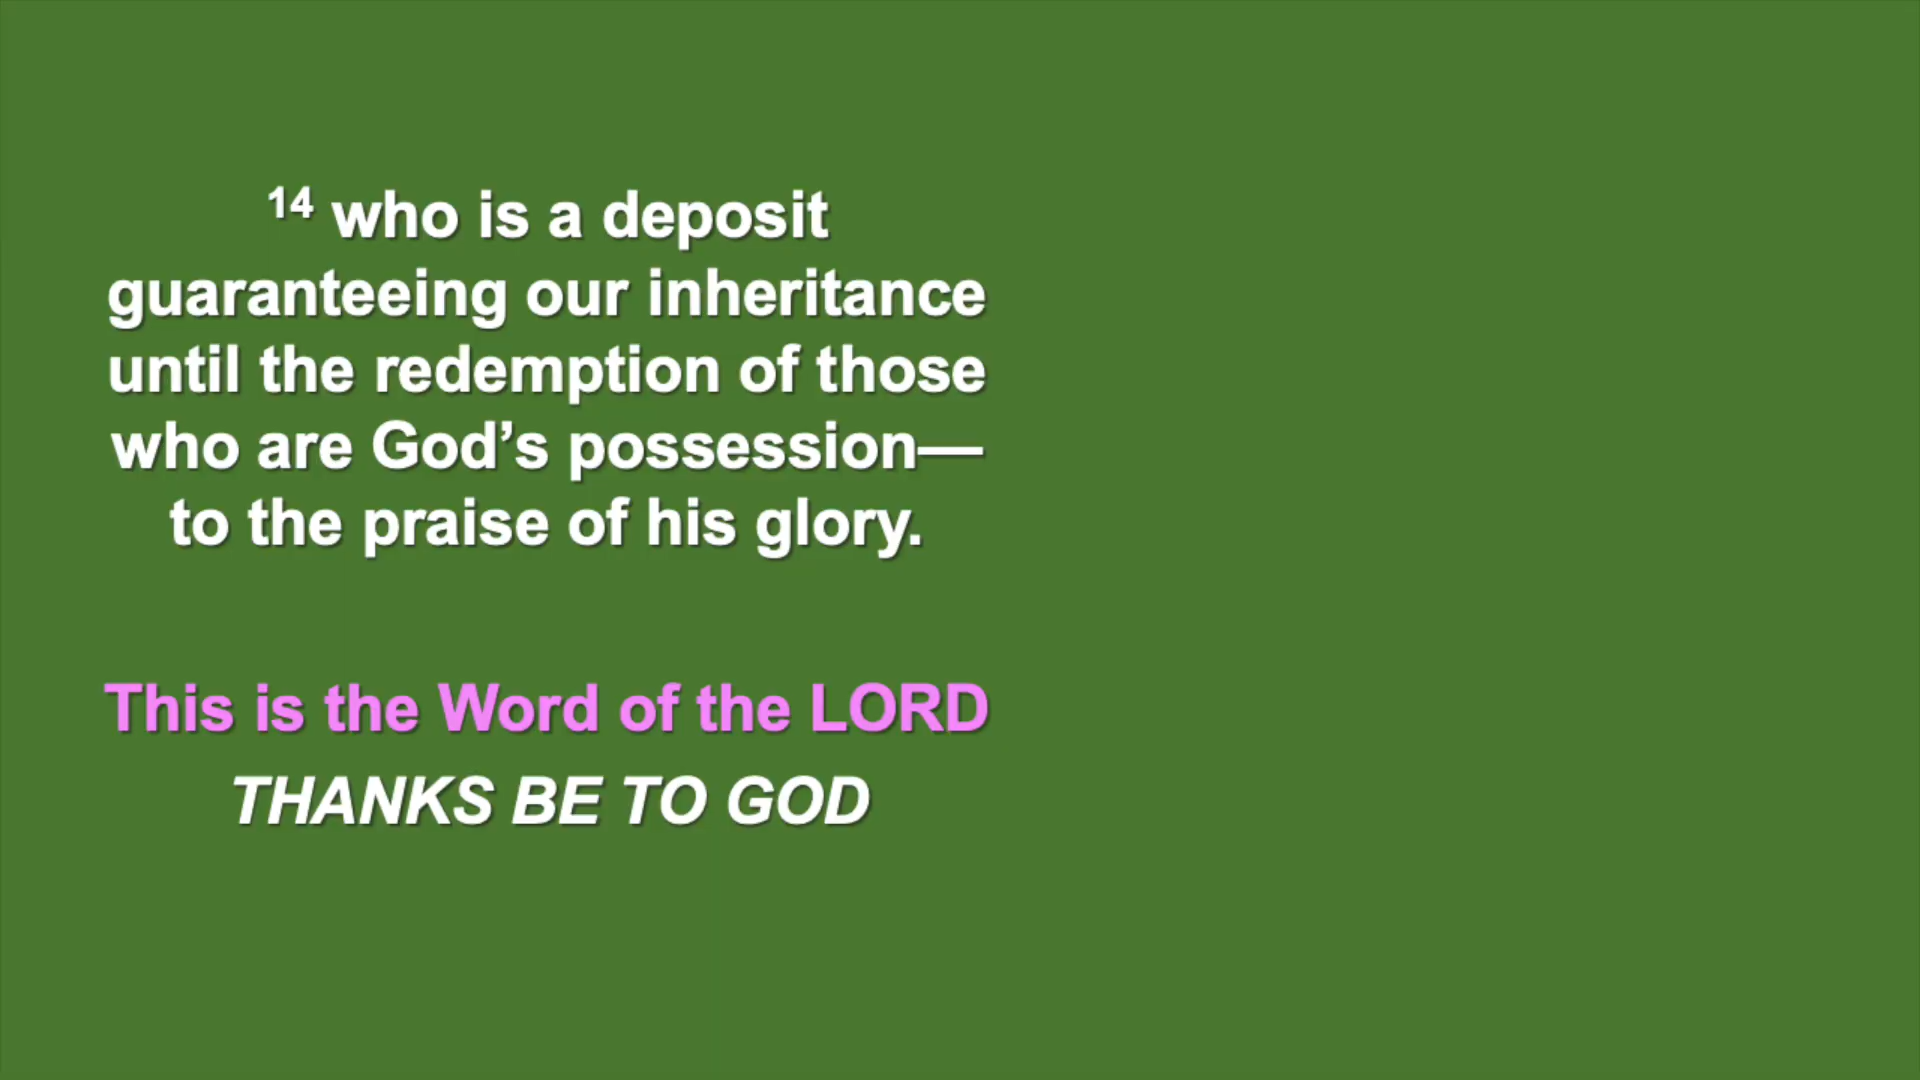 14 who is a deposit
guaranteeing our inheritance
until the redemption of those
who are God’s possession—
to the praise of his glory.
This is the Word of the LORD
THANKS BE TO GOD